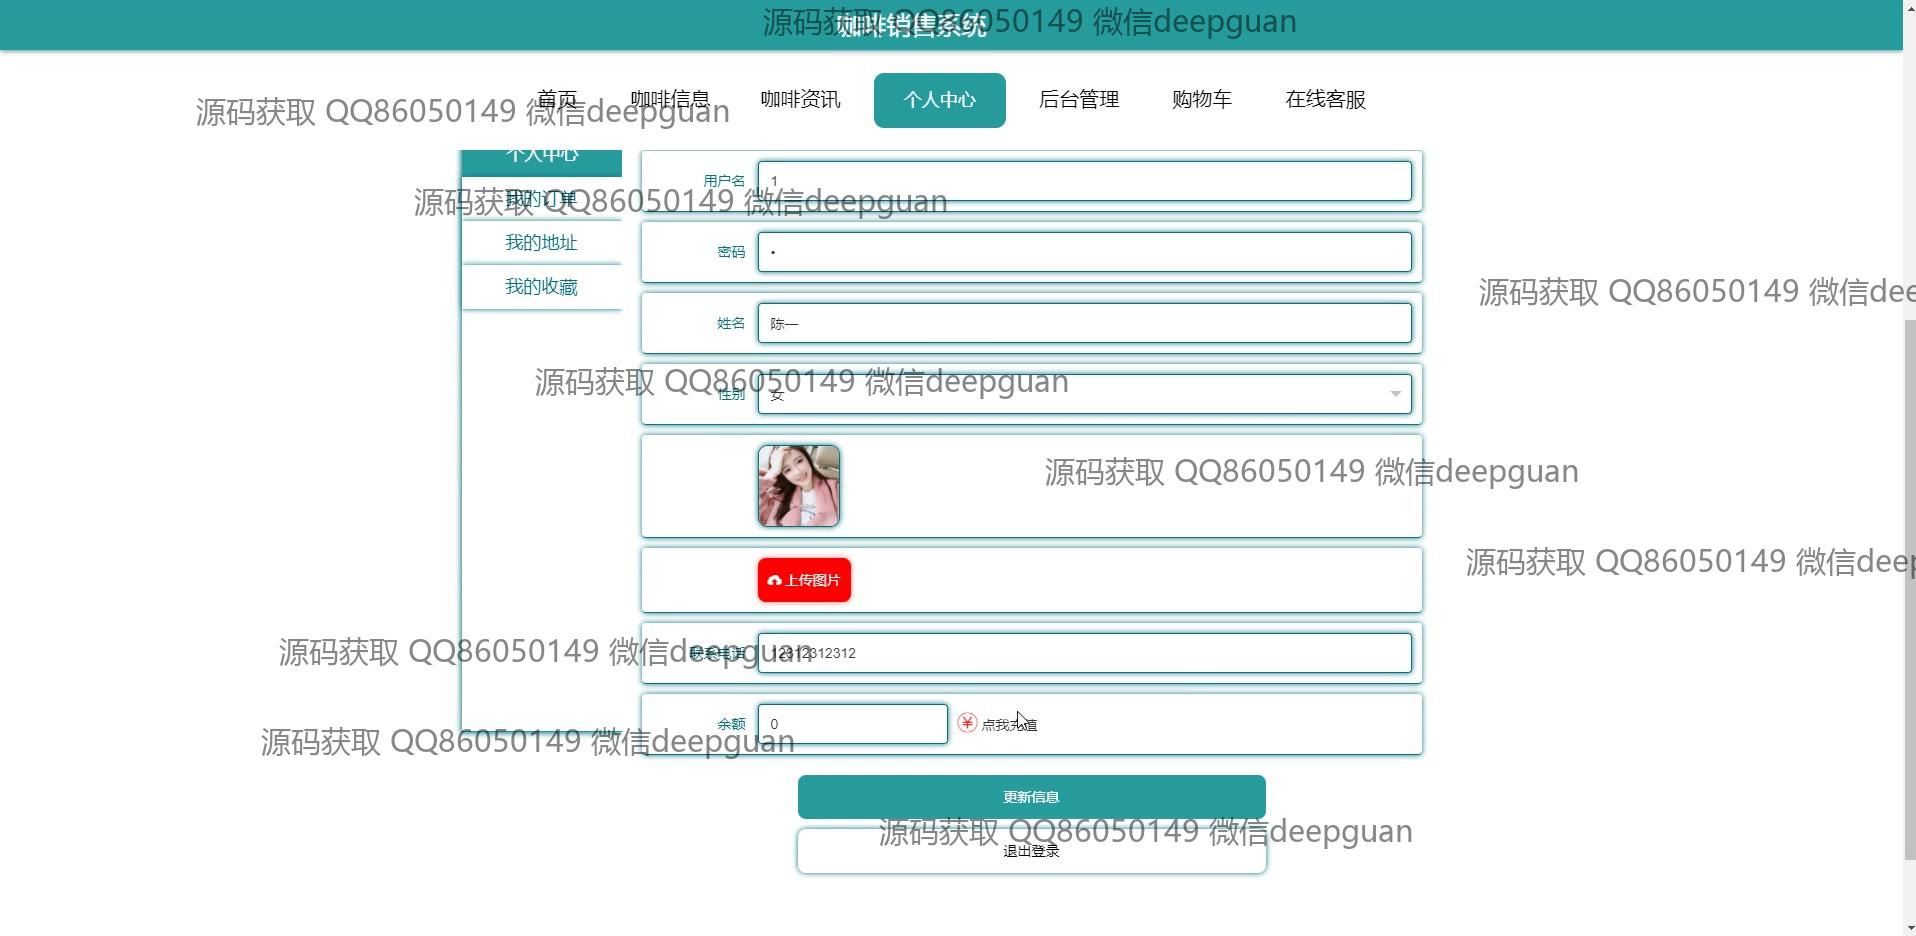 咖啡销售系统
源码获取 QQ86050149 微信deepguan
首页 咖啡信息 咖啡资讯 个人中心 后台管理 购物车 在线客服
源码获取 QQ86050149 微信deepguan
个人中心
用户名 1
我的订单
源码获取 QQ86050149 微信deepguan
我的地址
密码 •
我的收藏
源码获取 QQ86050149 微信dee
姓名 陈一
源码获取 QQ86050149 微信deepguan
性别 女
源码获取 QQ86050149 微信deepguan
源码获取 QQ86050149 微信deep
上传图片
联系电话 12312312312
源码获取 QQ86050149 微信deepguan
余额 0 ¥ 点我充值
源码获取 QQ86050149 微信deepguan
更新信息
源码获取 QQ86050149 微信deepguan
退出登录